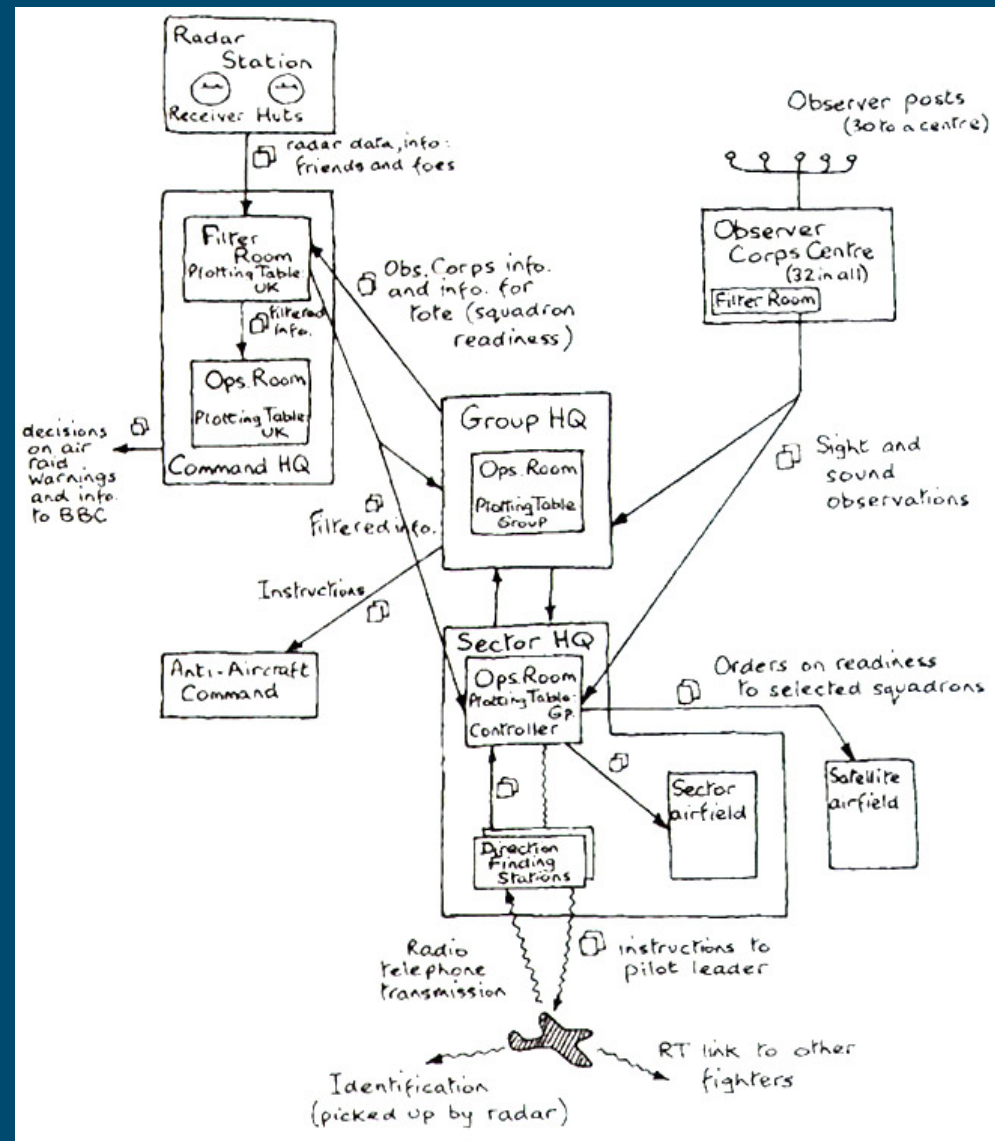 Radar
Station
Receiver Huts
radar data, info:
friends and foes
Observer posts
(30 to a centre)
Filter
Room
Plotting Table
UK
filtered
info.
Ops. Room
Plotting Table
UK
Command HQ
decisions
on air
raid
warnings
and info.
to BBC
Obs. Corps info.
and info. for
tote (squadron
readiness)
Observer
Corps Centre
(32 in all)
Filter Room
Group HQ
Ops. Room
Plotting Table
Group
Sight and
sound
observations
Filtered info.
Instructions
Anti-Aircraft
Command
Sector HQ
Ops. Room
Plotting Table-
Gp.
Controller
Orders on readiness
to selected squadrons
Sector
airfield
Satellite
airfield
Direction
Finding
Stations
Radio
telephone
transmission
instructions to
pilot leader
RT link to other
fighters
Identification
(picked up by radar)